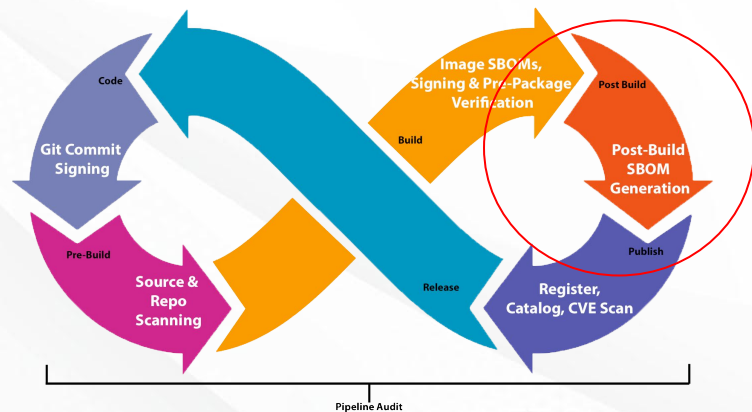 Code
Git Commit
Signing
Pre-Build
Source &
Repo
Scanning
Build
Image SBOMs,
Signing & Pre-Package
Verification
Post Build
Post-Build
SBOM
Generation
Publish
Register,
Catalog, CVE Scan
Release
Pipeline Audit